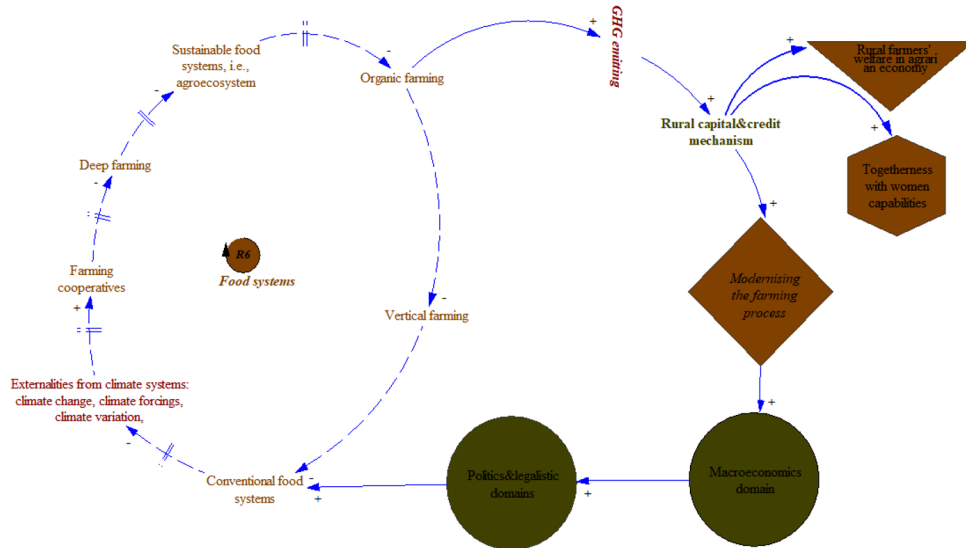 Sustainable food
systems, i.e.,
agroecosystem
Organic farming
GHG emiting
Rural farmers'
welfare in agrari
an economy
Rural capital&credit
mechanism
Togetherness
with women
capabilities
Deep farming
R6
Food systems
Farming
cooperatives
Modernising
the farming
process
Vertical farming
Externalities from climate systems:
climate change, climate forcings,
climate variation,
Conventional food
systems
Politics&legalistic
domains
Macroeconomics
domain
+
+
+
+
+
+
+
+
+
+
-
-
-
-
-
-